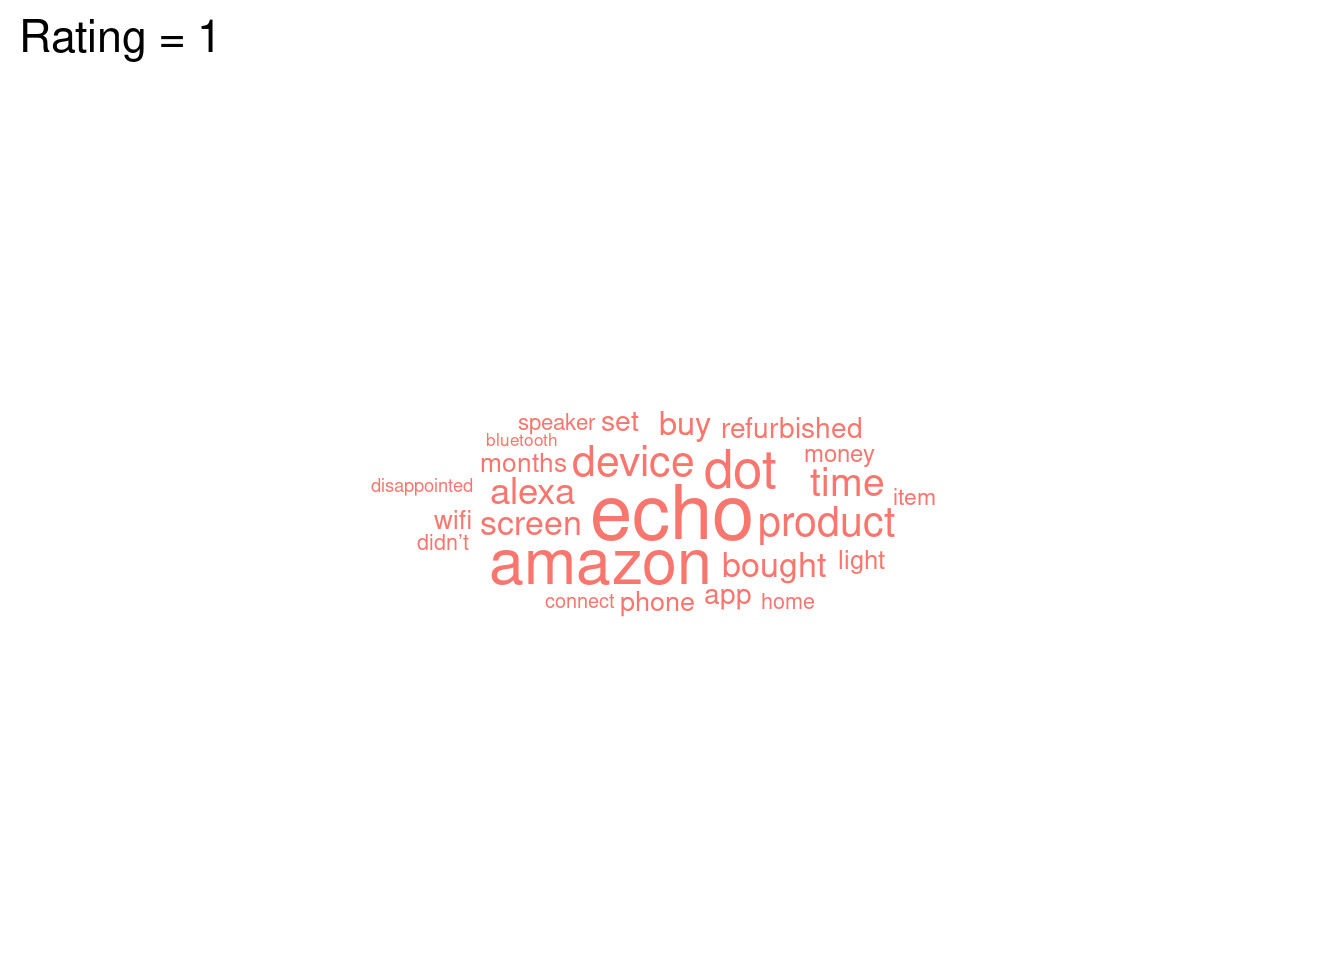 Rating = 1
speaker set buy refurbished
bluetooth
months device dot money
disappointed alexa time item
wifi screen echo product
didn't
amazon bought light
connect phone app home